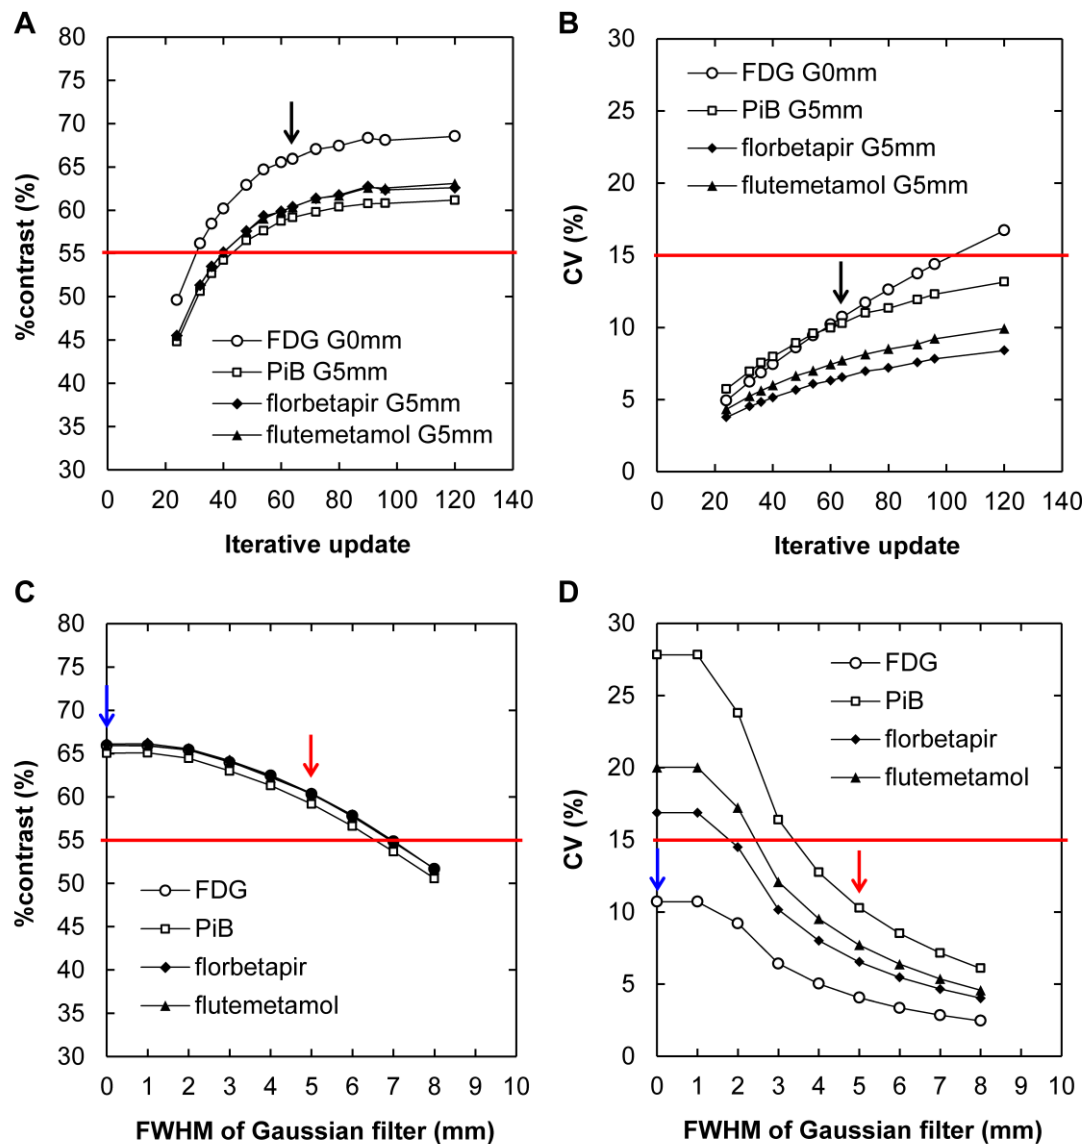 A
80
75
70
65
60
55
50
45
40
35
30
%contrast (%)
FDG G0mm
PiB G5mm
florbetapir G5mm
flutemetamol G5mm
0 20 40 60 80 100 120 140
Iterative update
B
30
25
20
15
10
5
0
CV (%)
FDG G0mm
PiB G5mm
florbetapir G5mm
flutemetamol G5mm
0 20 40 60 80 100 120 140
Iterative update
C
80
75
70
65
60
55
50
45
40
35
30
%contrast (%)
FDG
PiB
florbetapir
flutemetamol
0 1 2 3 4 5 6 7 8 9 10
FWHM of Gaussian filter (mm)
D
30
25
20
15
10
5
0
CV (%)
FDG
PiB
florbetapir
flutemetamol
0 1 2 3 4 5 6 7 8 9 10
FWHM of Gaussian filter (mm)